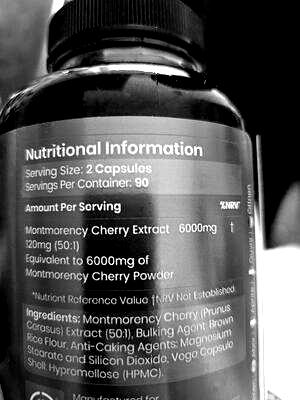 Nutritional Information
Serving Size: 2 Capsules
Servings Per Container: 90
Amount Per Serving %NRV*
Montmorency Cherry Extract 6000mg †
120mg (50:1)
Equivalent to 6000mg of
Montmorency Cherry Powder
*Nutrient Reference Value †NRV Not Established.
Ingredients: Montmorency Cherry (Prunus
Cerasus) Extract (50:1), Bulking Agent Brown
Rice Flour, Anti-Caking Agents: Magnesium
Stearate and Silicon Dioxide, Vege Capsule
Shell: Hypromellose (HPMC).
Manufactured for